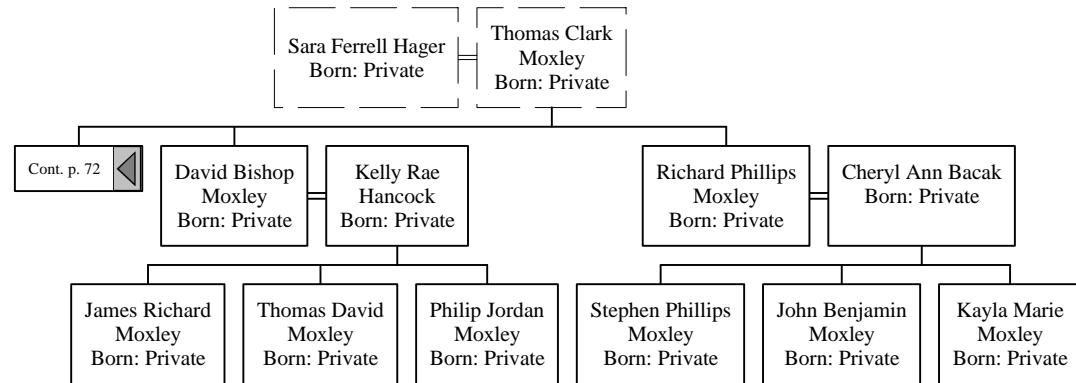 Sara Ferrell Hager
Born: Private
Thomas Clark
Moxley
Born: Private
Cont. p. 72
David Bishop
Moxley
Born: Private
Kelly Rae
Hancock
Born: Private
Richard Phillips
Moxley
Born: Private
Cheryl Ann Bacak
Born: Private
James Richard
Moxley
Born: Private
Thomas David
Moxley
Born: Private
Philip Jordan
Moxley
Born: Private
Stephen Phillips
Moxley
Born: Private
John Benjamin
Moxley
Born: Private
Kayla Marie
Moxley
Born: Private